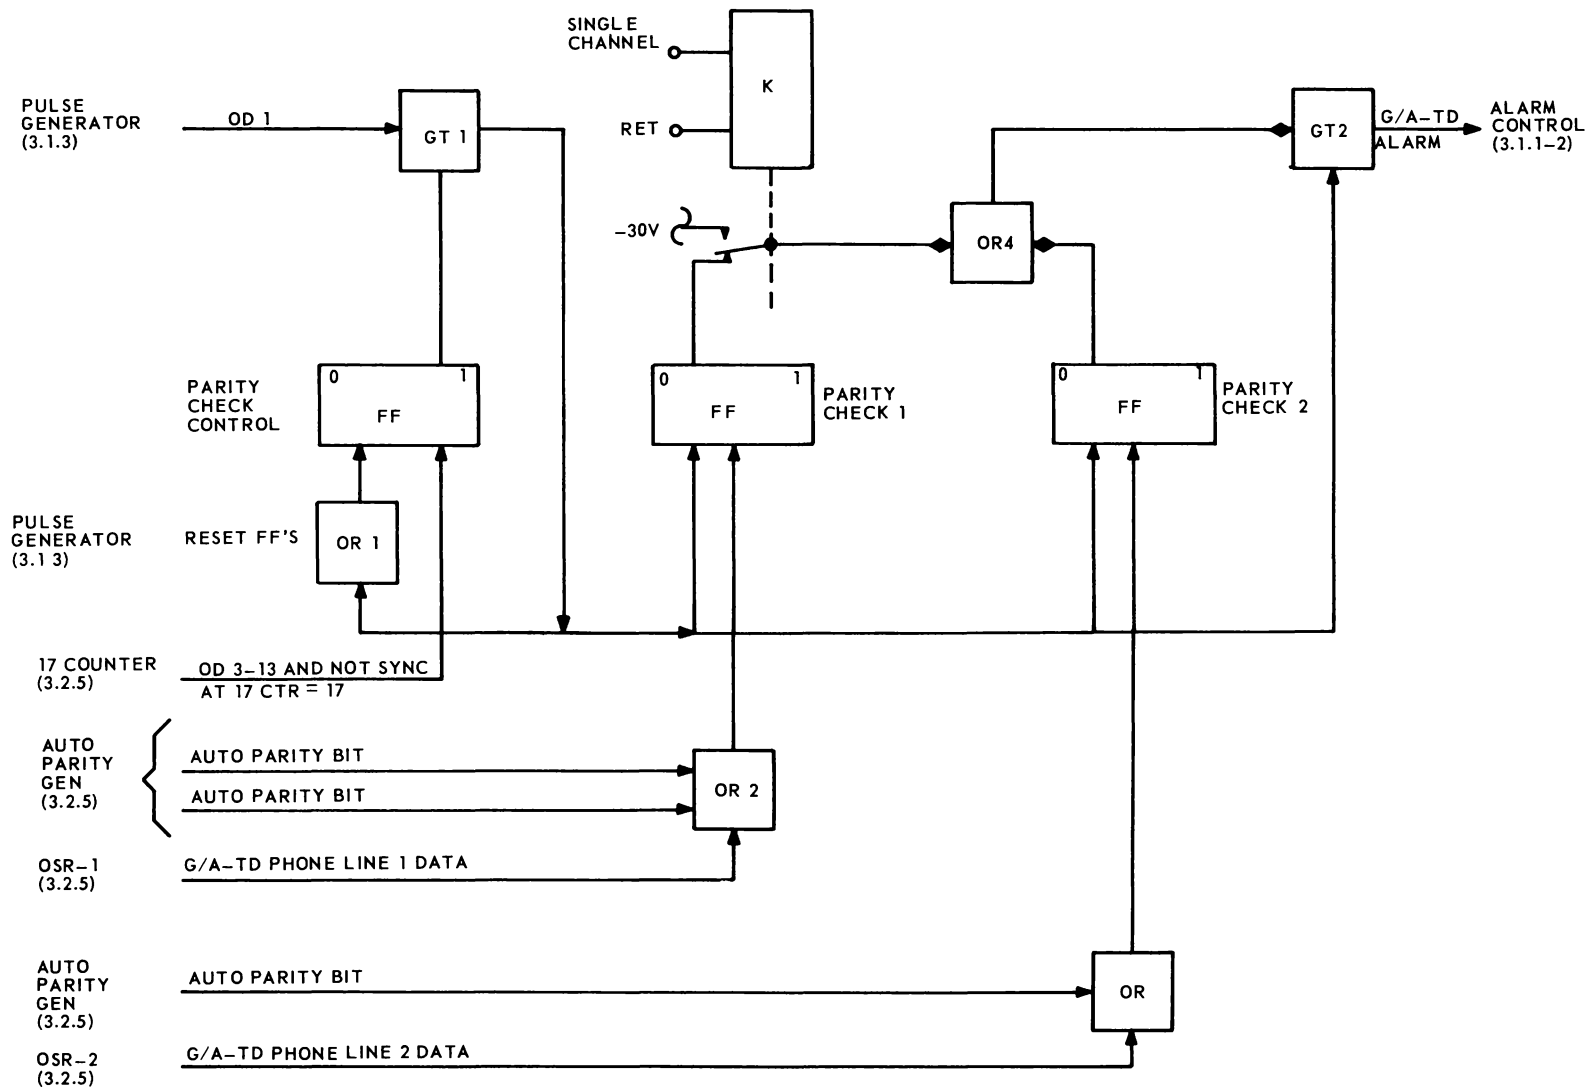 SINGLE
CHANNEL
K
RET
PULSE
GENERATOR
(3.1.3)
OD 1
GT 1
GT2
G/A-TD
ALARM
ALARM
CONTROL
(3.1.1-2)
-30V
OR4
PARITY
CHECK
CONTROL
0 1
FF
0 1
FF
PARITY
CHECK 1
0 1
FF
PARITY
CHECK 2
PULSE
GENERATOR
(3.1 3)
RESET FF'S
OR 1
17 COUNTER
(3.2.5)
OD 3-13 AND NOT SYNC
AT 17 CTR = 17
AUTO
PARITY
GEN
(3.2.5)
AUTO PARITY BIT
AUTO PARITY BIT
OR 2
OSR-1
(3.2.5)
G/A-TD PHONE LINE 1 DATA
AUTO
PARITY
GEN
(3.2.5)
AUTO PARITY BIT
OR
OSR-2
(3.2.5)
G/A-TD PHONE LINE 2 DATA